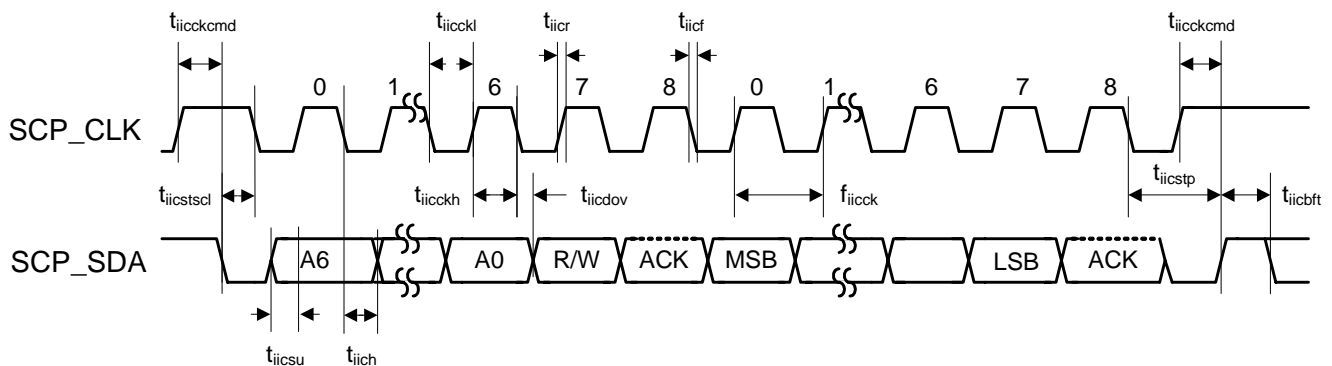 t_iicckcmd t_iicckl t_iicr t_iicf t_iicckcmd
0 1 6 7 8 0 1 6 7 8
SCP_CLK
t_iicstscl t_iicckh t_iicdov f_iicck t_iicstp t_iicbft
SCP_SDA A6 A0 R/W ACK MSB LSB ACK
t_iicsu t_iich